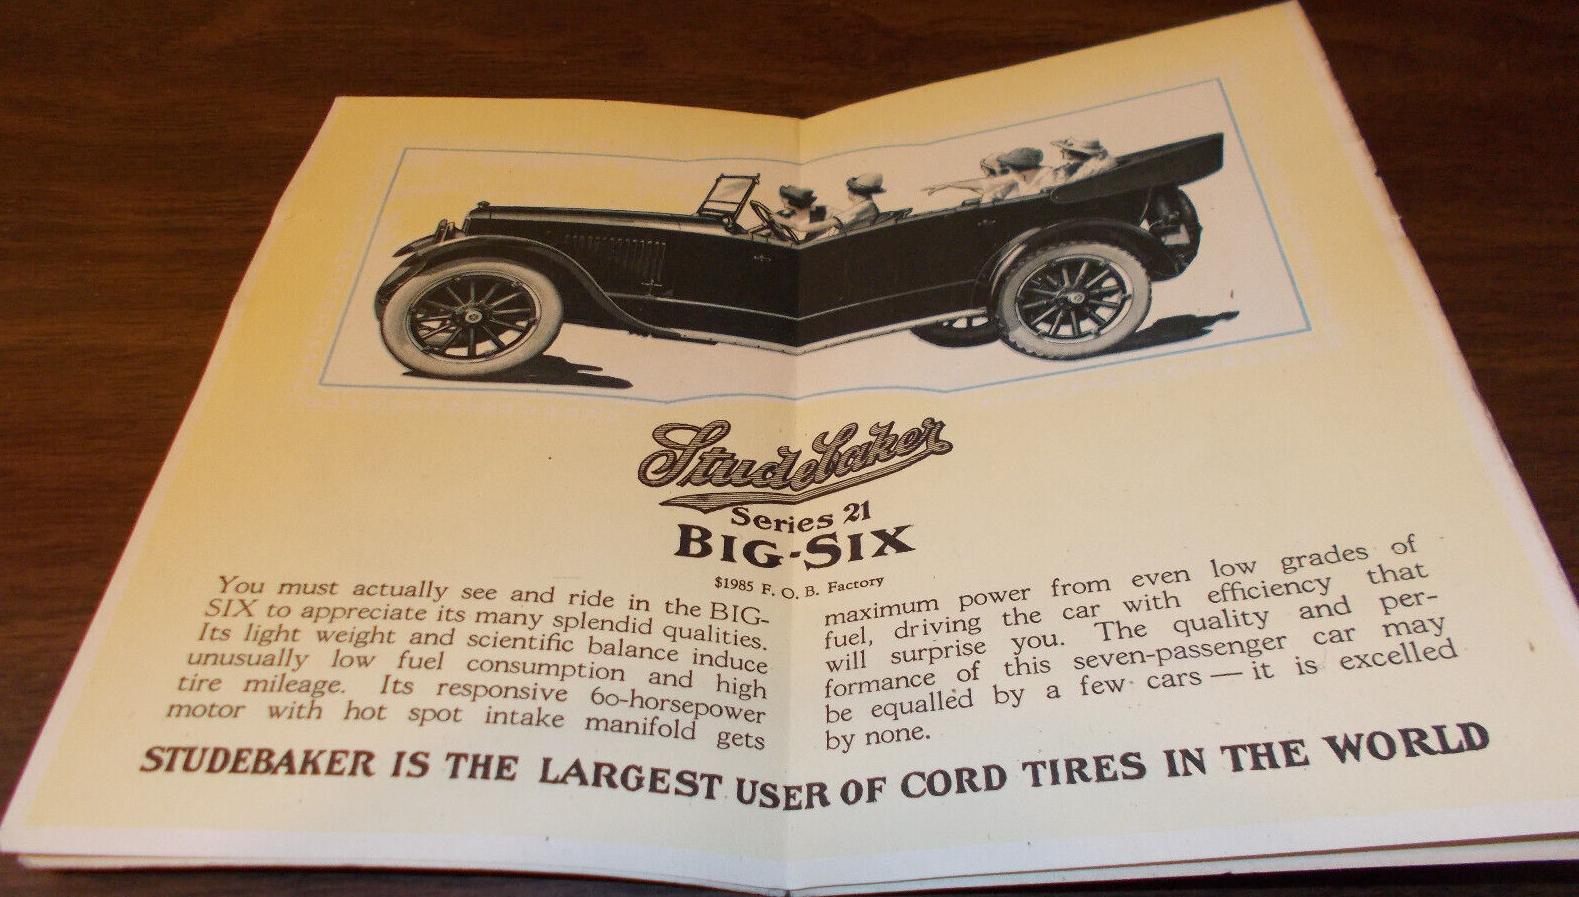 Studebaker
Series 21
BIG-SIX
$1985 F. O. B. Factory
You must actually see and ride in the BIG-
SIX to appreciate its many splendid qualities.
Its light weight and scientific balance induce
unusually low fuel consumption and high
tire mileage. Its responsive 60-horsepower
motor with hot spot intake manifold gets
maximum power from even low grades of
fuel, driving the car with efficiency that
will surprise you. The quality and per-
formance of this seven-passenger car may
be equalled by a few cars — it is excelled
by none.
STUDEBAKER IS THE LARGEST USER OF CORD TIRES IN THE WORLD